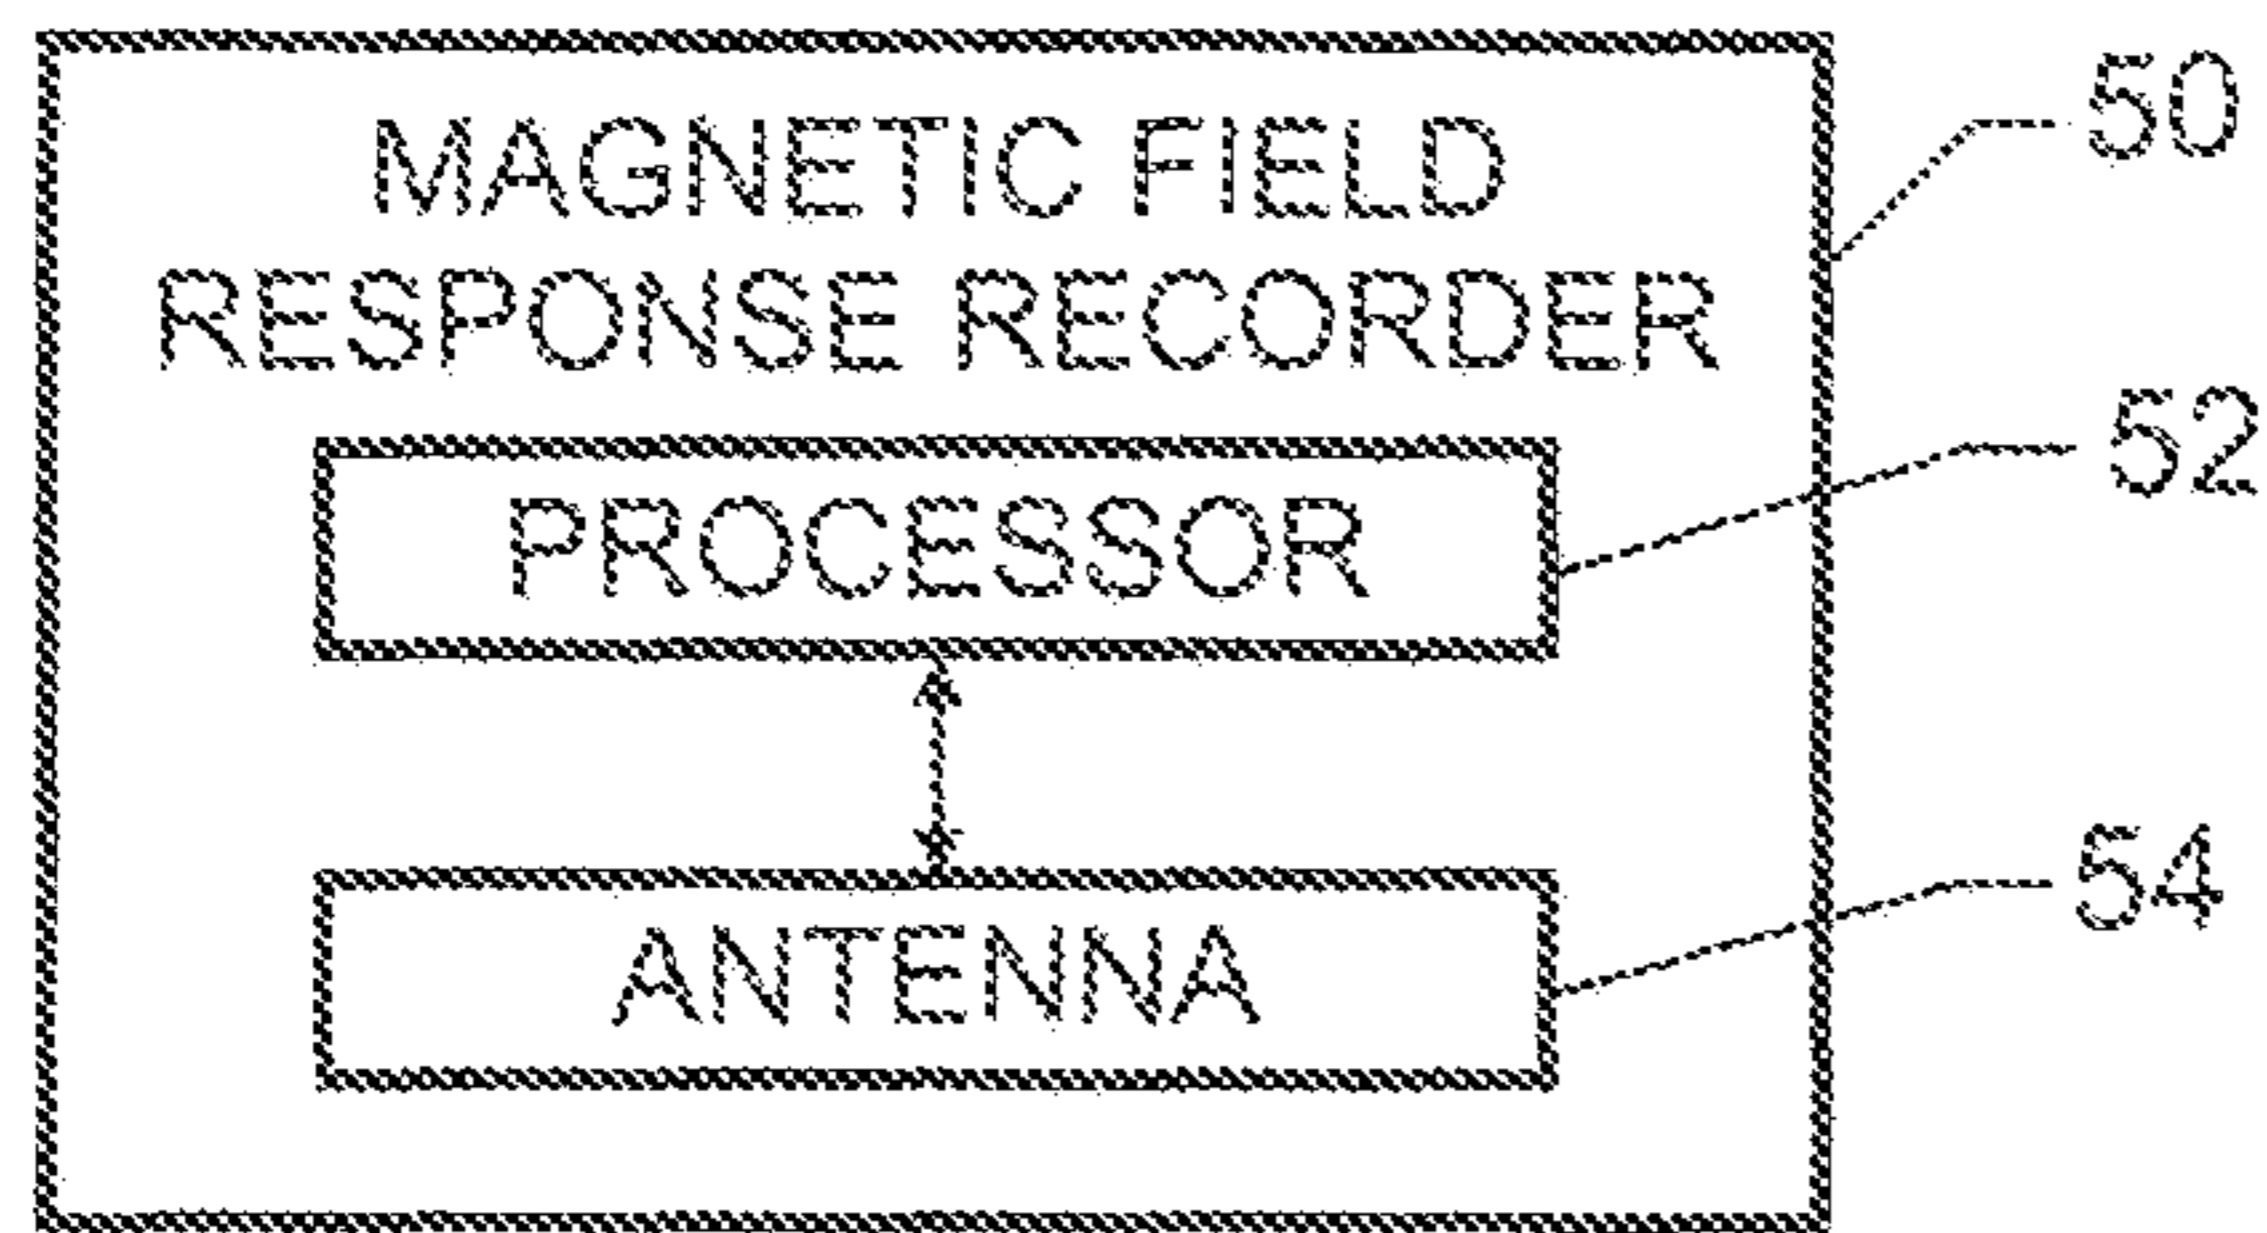 MAGNETIC FIELD
RESPONSE RECORDER
50
PROCESSOR
52
ANTENNA
54